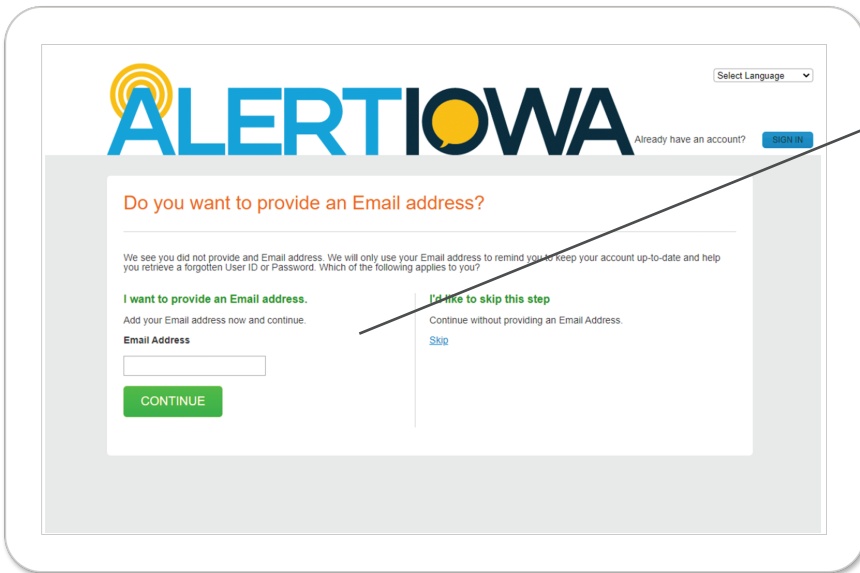 Select Language
ALERTIOWA
Already have an account?
SIGN IN
Do you want to provide an Email address?
We see you did not provide and Email address. We will only use your Email address to remind you to keep your account up-to-date and help
you retrieve a forgotten User ID or Password. Which of the following applies to you?
I want to provide an Email address.
Add your Email address now and continue.
Email Address
CONTINUE
I'd like to skip this step
Continue without providing an Email Address.
Skip